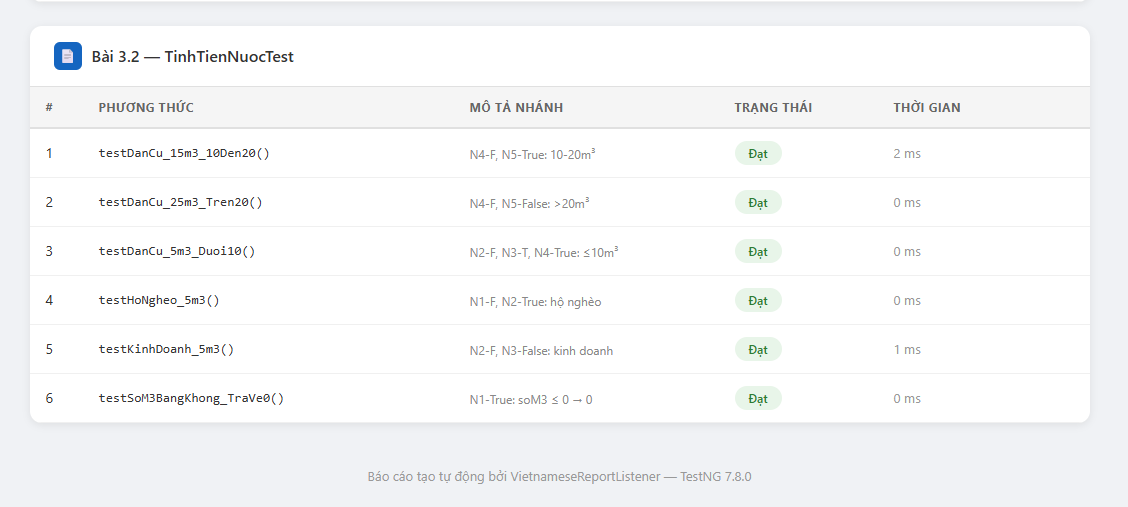 Bài 3.2 — TinhTienNuocTest
# PHƯƠNG THỨC MÔ TẢ NHÁNH TRẠNG THÁI THỜI GIAN
1 testDanCu_15m3_10Den20() N4-F, N5-True: 10-20m³ Đạt 2 ms
2 testDanCu_25m3_Tren20() N4-F, N5-False: >20m³ Đạt 0 ms
3 testDanCu_5m3_Duoi10() N2-F, N3-T, N4-True: ≤10m³ Đạt 0 ms
4 testHoNgheo_5m3() N1-F, N2-True: hộ nghèo Đạt 0 ms
5 testKinhDoanh_5m3() N2-F, N3-False: kinh doanh Đạt 1 ms
6 testSoM3BangKhong_TraVe0() N1-True: soM3 ≤ 0 → 0 Đạt 0 ms
Báo cáo tạo tự động bởi VietnameseReportListener — TestNG 7.8.0